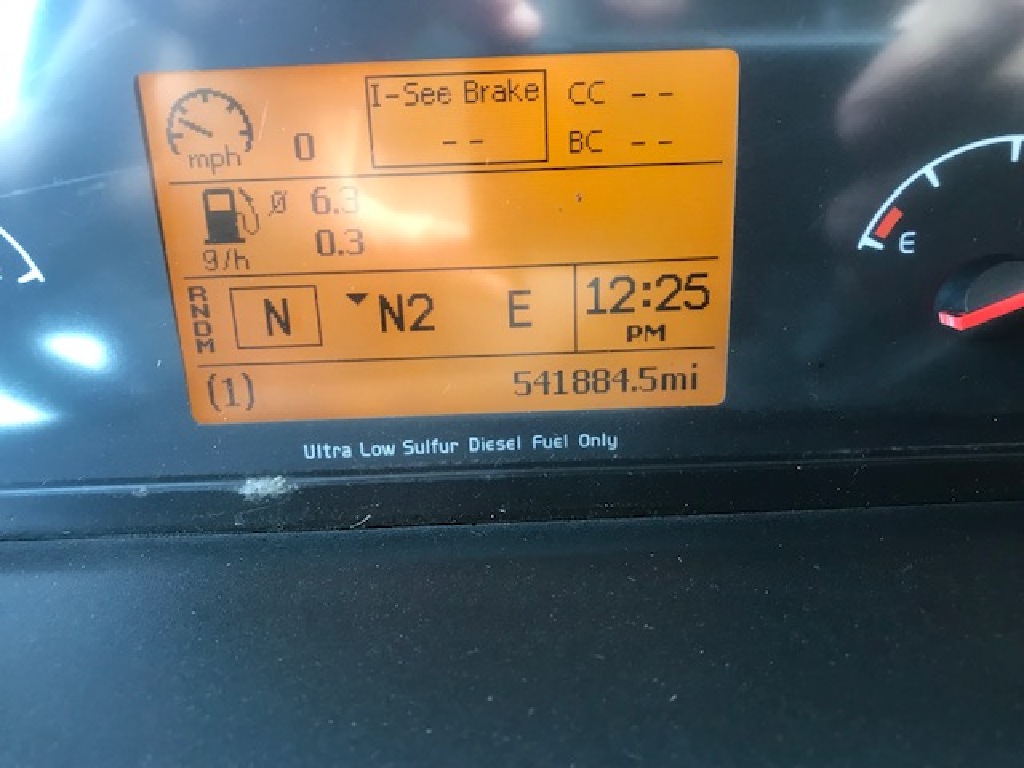 I-See Brake CC --
mph 0 -- BC --
ø 6.3
g/h 0.3
RNDM N N2 E 12:25
PM
(1) 541884.5mi
Ultra Low Sulfur Diesel Fuel Only
E